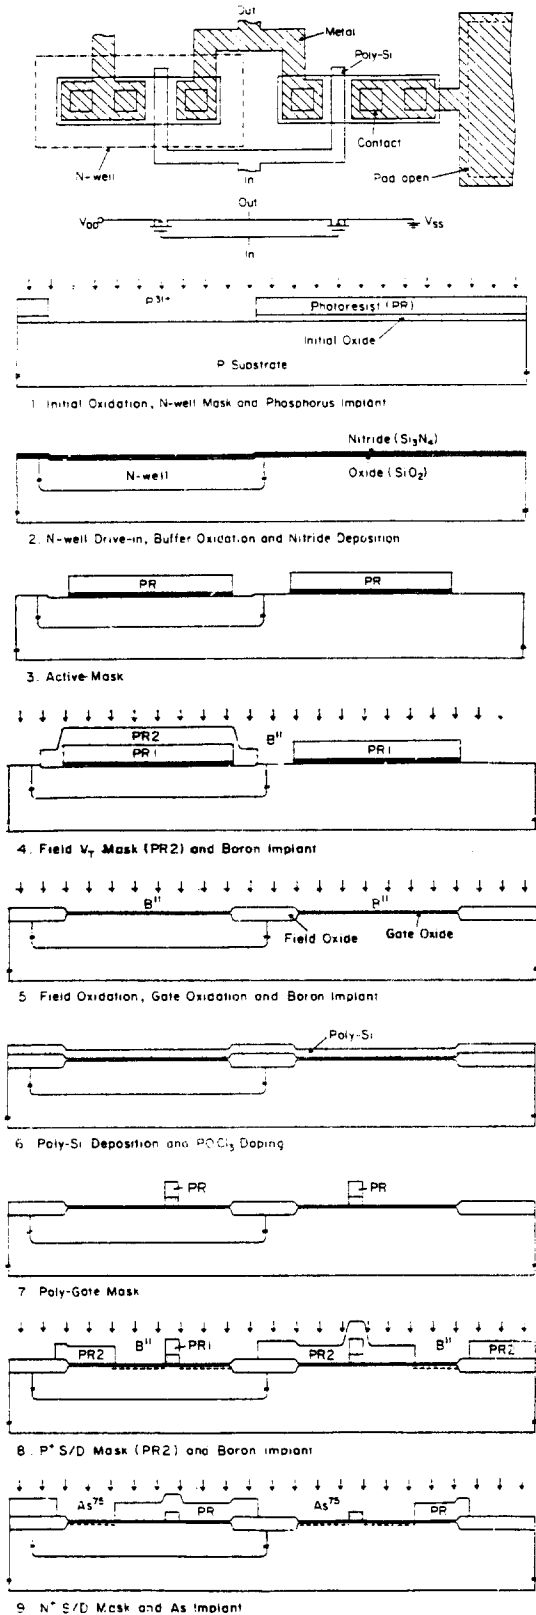 Out
Metal
Poly-Si
Contact
N-well
Pad open
In
Out
VDD
VSS
In
P31+
Photoresist (PR)
Initial Oxide
P Substrate
1 Initial Oxidation, N-well Mask and Phosphorus Implant
Nitride (Si3N4)
N-well
Oxide (SiO2)
2. N-well Drive-in, Buffer Oxidation and Nitride Deposition
PR
PR
3. Active Mask
PR2
B11
PR1
PR1
4. Field VT Mask (PR2) and Boron Implant
B11
B11
Field Oxide
Gate Oxide
5 Field Oxidation, Gate Oxidation and Boron Implant
Poly-Si
6 Poly-Si Deposition and POCl3 Doping
PR
PR
7 Poly-Gate Mask
B11
PR1
B11
PR2
PR2
PR2
8. P+ S/D Mask (PR2) and Boron Implant
As75
PR
As75
PR
9 N+ S/D Mask and As Implant